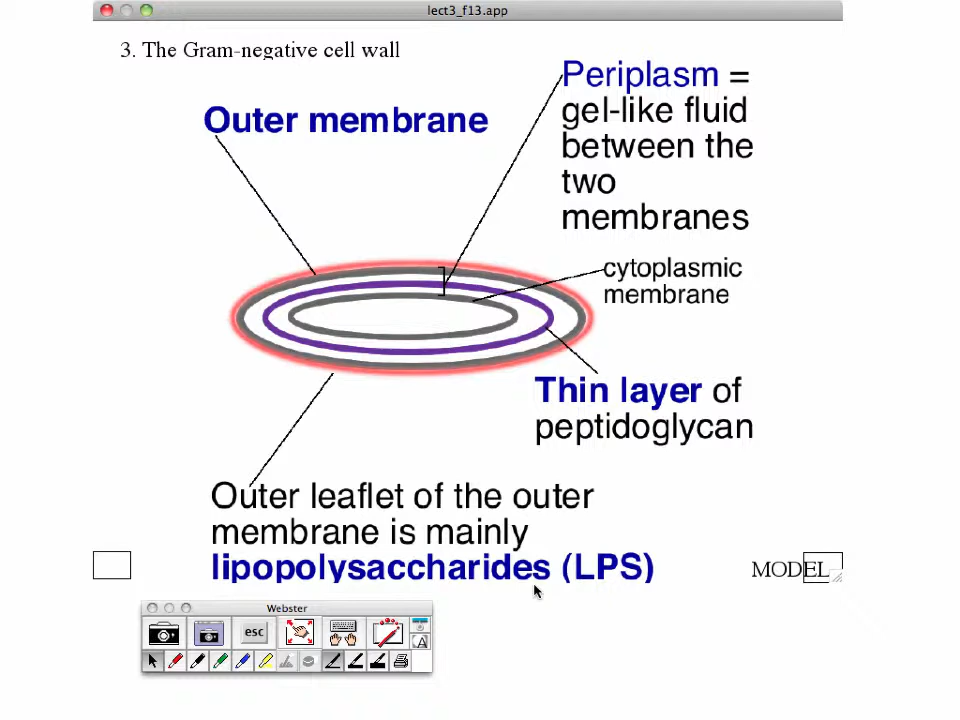 lect3_f13.app
3. The Gram-negative cell wall
Outer membrane
Periplasm =
gel-like fluid
between the
two
membranes
cytoplasmic
membrane
Thin layer of
peptidoglycan
Outer leaflet of the outer
membrane is mainly
lipopolysaccharides (LPS)
MODEL
Webster
esc
A